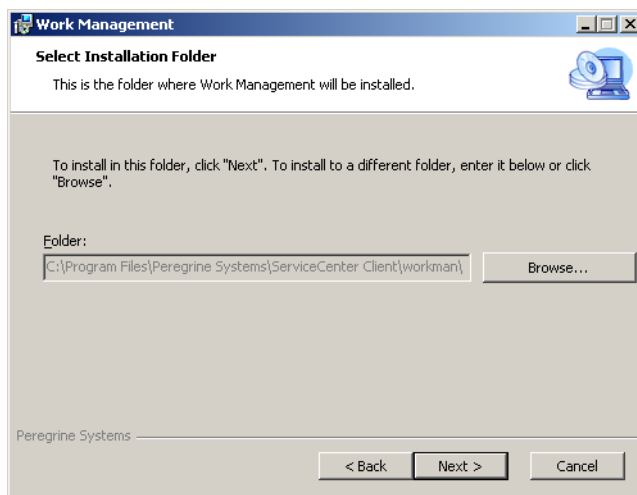 Work Management
Select Installation Folder
This is the folder where Work Management will be installed.
To install in this folder, click "Next". To install to a different folder, enter it below or click
"Browse".
Folder:
C:\Program Files\Peregrine Systems\ServiceCenter Client\workman\
Browse...
Peregrine Systems
< Back
Next >
Cancel